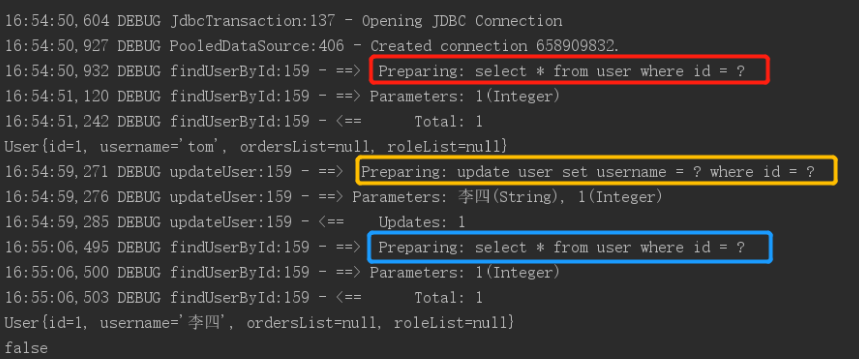 16:54:50,604 DEBUG JdbcTransaction:137 - Opening JDBC Connection
16:54:50,927 DEBUG PooledDataSource:406 - Created connection 658909832.
16:54:50,932 DEBUG findUserById:159 - ==>  Preparing: select * from user where id = ?
16:54:51,120 DEBUG findUserById:159 - ==> Parameters: 1(Integer)
16:54:51,242 DEBUG findUserById:159 - <==      Total: 1
User{id=1, username='tom', ordersList=null, roleList=null}
16:54:59,271 DEBUG updateUser:159 - ==>  Preparing: update user set username = ? where id = ?
16:54:59,276 DEBUG updateUser:159 - ==> Parameters: 李四(String), 1(Integer)
16:54:59,285 DEBUG updateUser:159 - <==    Updates: 1
16:55:06,495 DEBUG findUserById:159 - ==>  Preparing: select * from user where id = ?
16:55:06,500 DEBUG findUserById:159 - ==> Parameters: 1(Integer)
16:55:06,503 DEBUG findUserById:159 - <==      Total: 1
User{id=1, username='李四', ordersList=null, roleList=null}
false